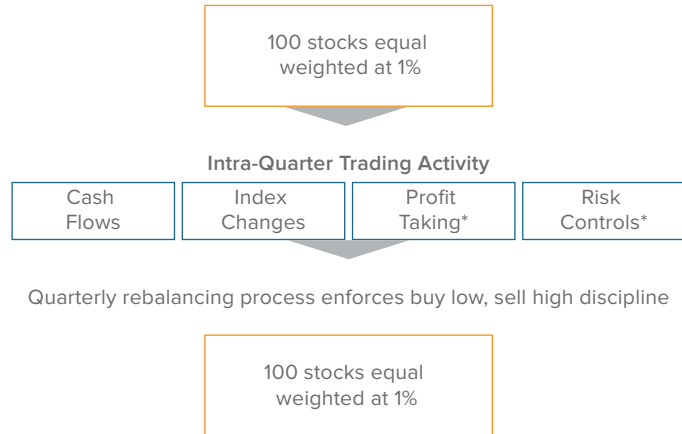 100 stocks equal
weighted at 1%
Intra-Quarter Trading Activity
Cash
Flows
Index
Changes
Profit
Taking*
Risk
Controls*
Quarterly rebalancing process enforces buy low, sell high discipline
100 stocks equal
weighted at 1%